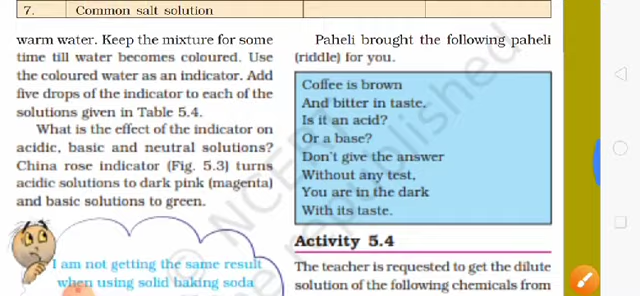 7. Common salt solution
warm water. Keep the mixture for some
time till water becomes coloured. Use
the coloured water as an indicator. Add
five drops of the indicator to each of the
solutions given in Table 5.4.
What is the effect of the indicator on
acidic, basic and neutral solutions?
China rose indicator (Fig. 5.3) turns
acidic solutions to dark pink (magenta)
and basic solutions to green.
I am not getting the same result
when using solid baking soda
Paheli brought the following paheli
(riddle) for you.
Coffee is brown
And bitter in taste.
Is it an acid?
Or a base?
Don't give the answer
Without any test,
You are in the dark
With its taste.
Activity 5.4
The teacher is requested to get the dilute
solution of the following chemicals from
© NCERT
republished